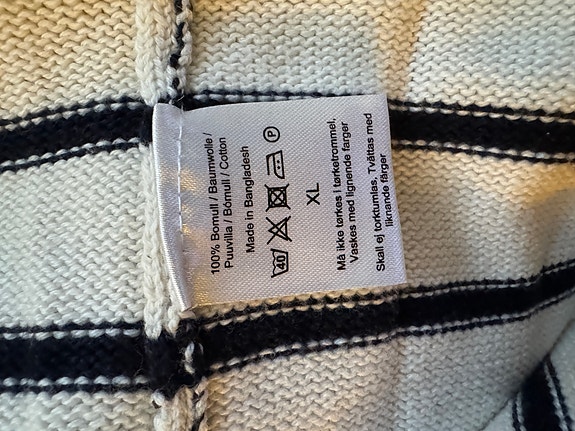 100% Bomull / Baumwolle /
Puuvilla / Bómull / Cotton
Made in Bangladesh
40 P
XL
Må ikke tørkes i tørketrommel,
Vaskes med lignende farger
Skall ej torktumlas, Tvättas med
liknande färger